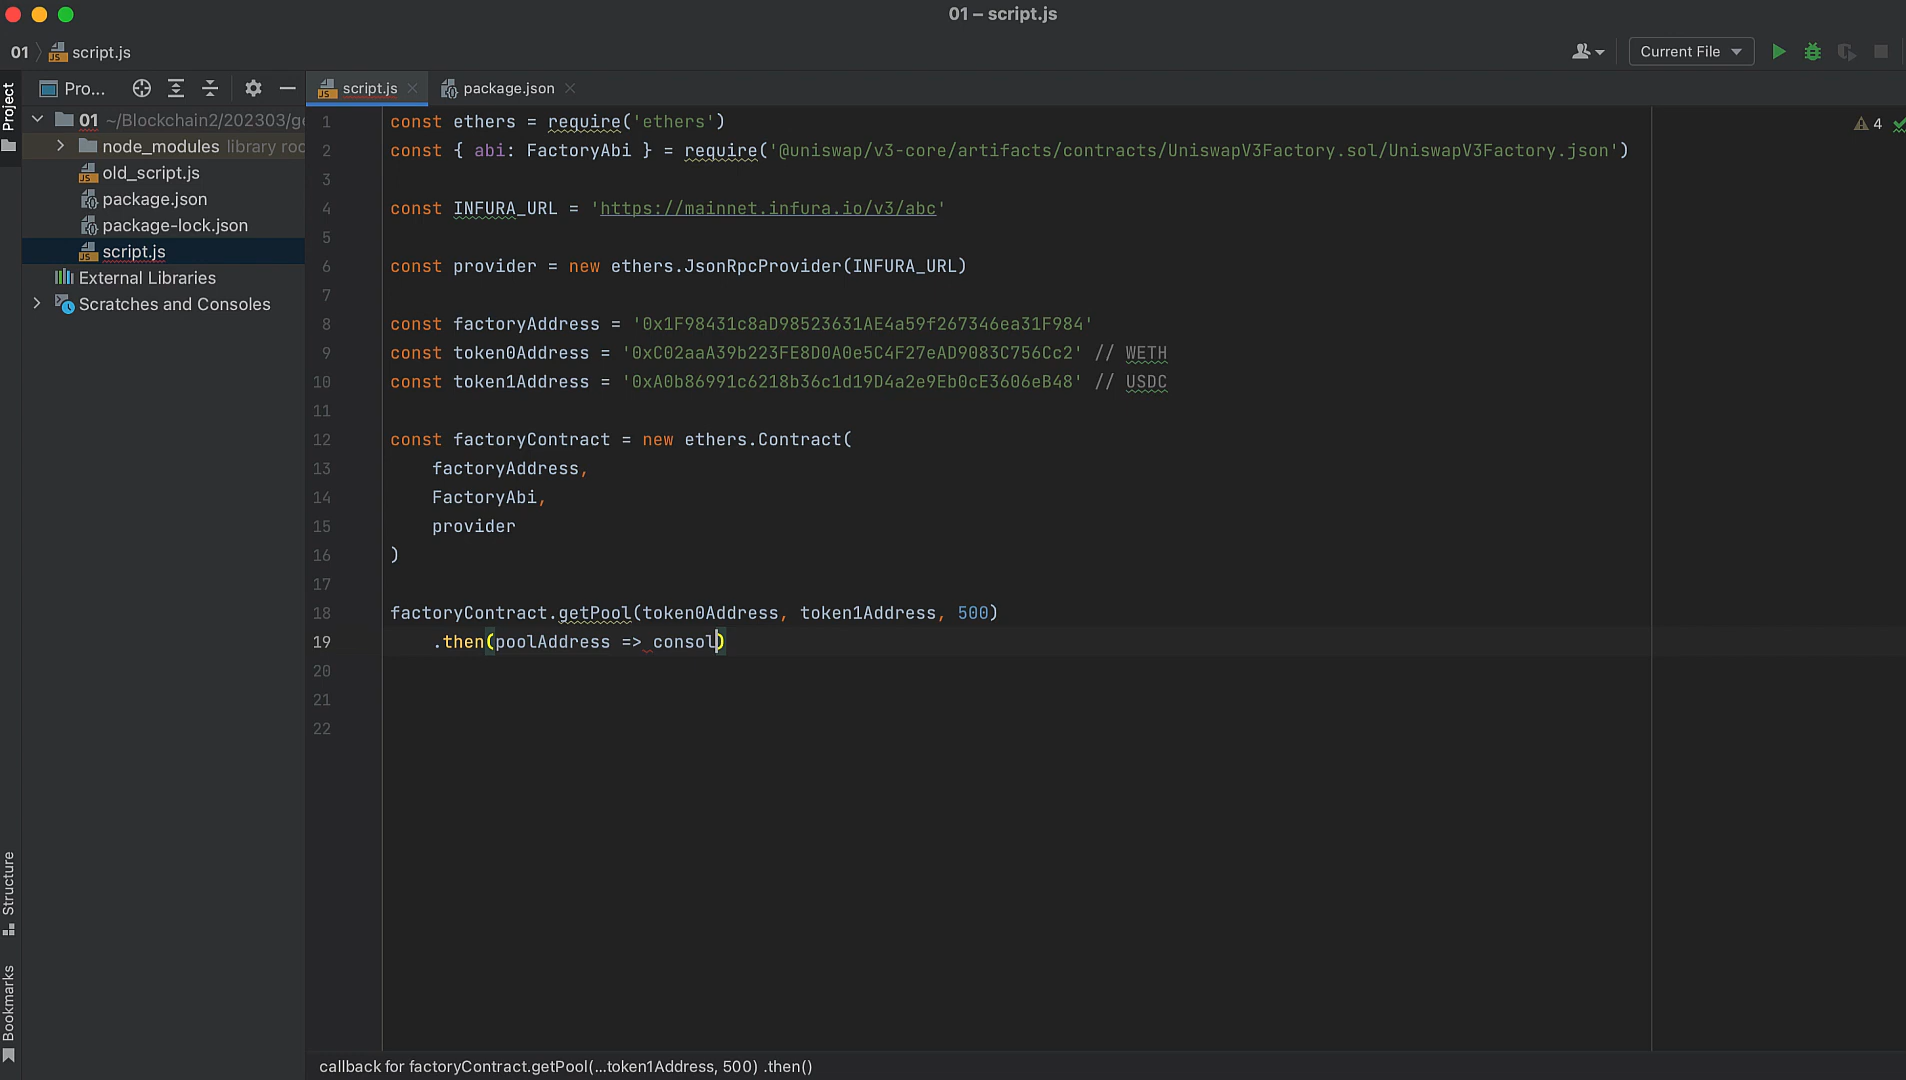 01 – script.js
01 script.js
Current File
Project
Pro...
script.js
package.json
01 ~/Blockchain2/202303/g
node_modules library roo
old_script.js
package.json
package-lock.json
script.js
External Libraries
Scratches and Consoles
4
1 const ethers = require('ethers')
2 const { abi: FactoryAbi } = require('@uniswap/v3-core/artifacts/contracts/UniswapV3Factory.sol/UniswapV3Factory.json')
3
4 const INFURA_URL = 'https://mainnet.infura.io/v3/abc'
5
6 const provider = new ethers.JsonRpcProvider(INFURA_URL)
7
8 const factoryAddress = '0x1F98431c8aD98523631AE4a59f267346ea31F984'
9 const token0Address = '0xC02aaA39b223FE8D0A0e5C4F27eAD9083C756Cc2' // WETH
10 const token1Address = '0xA0b86991c6218b36c1d19D4a2e9Eb0cE3606eB48' // USDC
11
12 const factoryContract = new ethers.Contract(
13 factoryAddress,
14 FactoryAbi,
15 provider
16 )
17
18 factoryContract.getPool(token0Address, token1Address, 500)
19 .then(poolAddress => consol)
20
21
22
Structure
Bookmarks
callback for factoryContract.getPool(...token1Address, 500) .then()